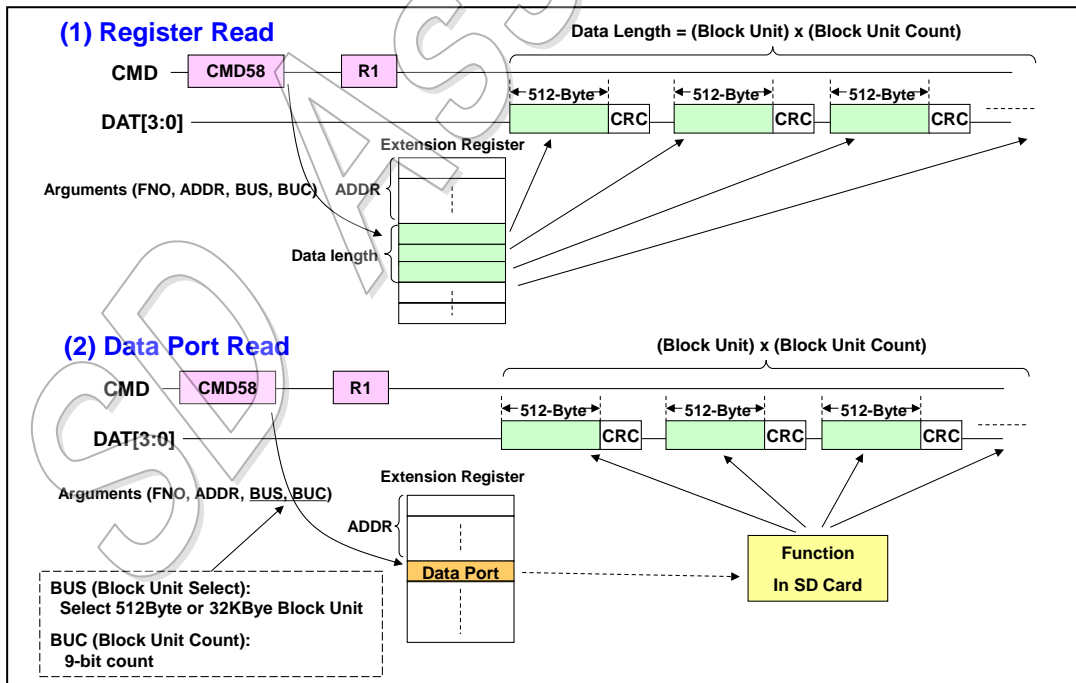 (1) Register Read
Data Length = (Block Unit) x (Block Unit Count)
CMD
CMD58
R1
512-Byte
512-Byte
512-Byte
DAT[3:0]
CRC
CRC
CRC
Extension Register
Arguments (FNO, ADDR, BUS, BUC)
ADDR
Data length
(2) Data Port Read
(Block Unit) x (Block Unit Count)
CMD
CMD58
R1
512-Byte
512-Byte
512-Byte
DAT[3:0]
CRC
CRC
CRC
Extension Register
Arguments (FNO, ADDR, BUS, BUC)
ADDR
Data Port
Function
In SD Card
BUS (Block Unit Select):
Select 512Byte or 32KBye Block Unit
BUC (Block Unit Count):
9-bit count
SD Ass